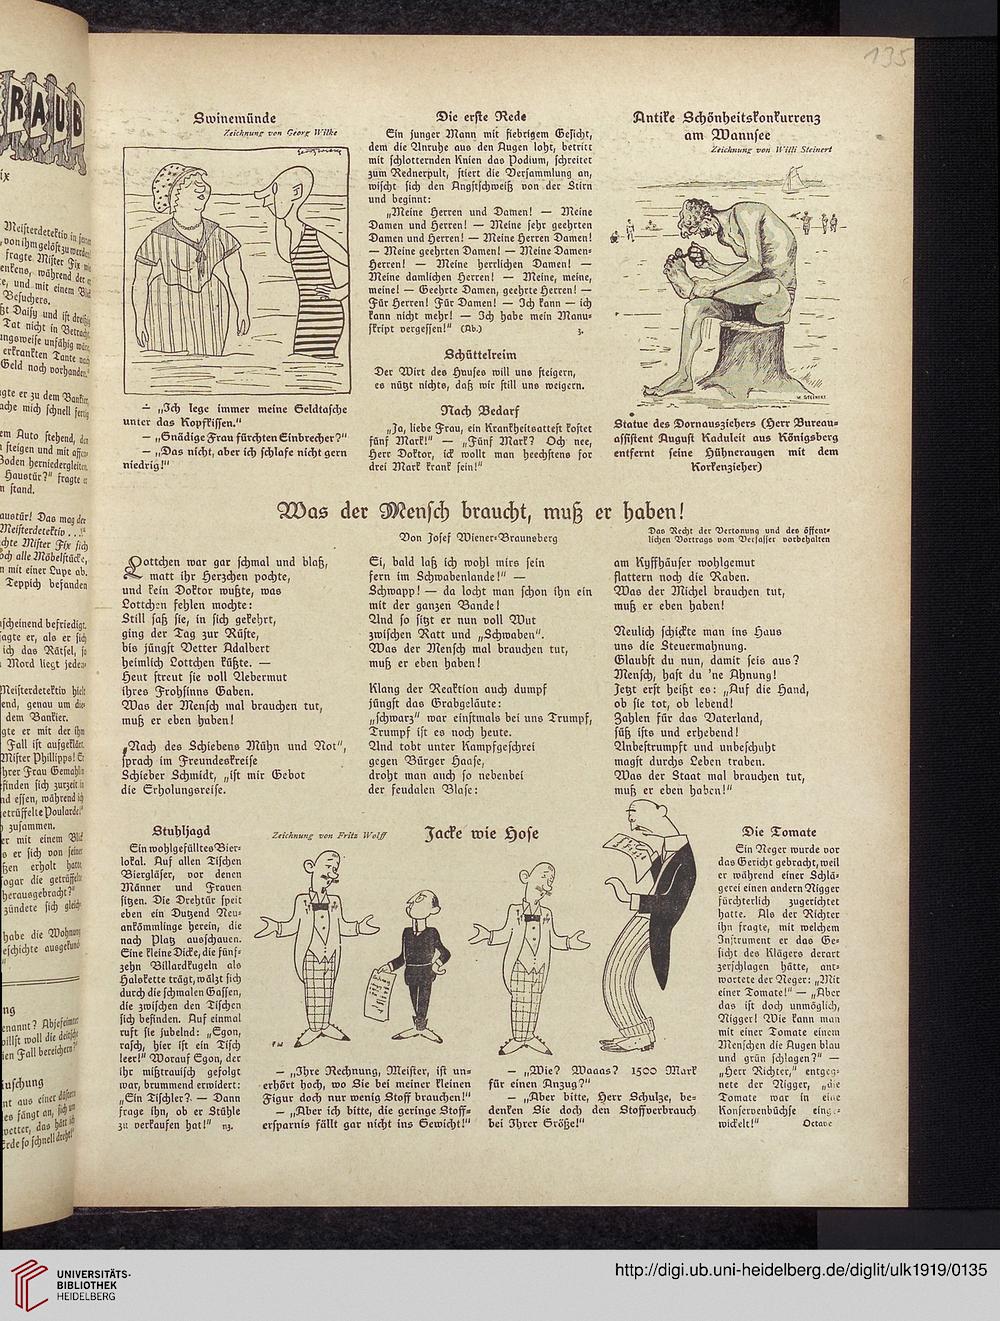 135
RAUB
Swinemünde
Zeichnung von Georg Wilke
— „Ich lege immer meine Geldtasche
unter das Kopfkissen."
— „Gnädige Frau fürchten Einbrecher?"
— „Das nicht, aber ich schlafe nicht gern
niedrig!"
Die erste Rede
Ein junger Mann mit fiebrigem Gesicht,
dem die Unruhe aus den Augen loht, betritt
mit schlotternden Knien das Podium, schreitet
zum Rednerpult, stiert die Versammlung an,
wischt sich den Angstschweiß von der Stirn
und beginnt:
„Meine Herren und Damen! — Meine
Damen und Herren! — Meine sehr geehrten
Damen und Herren! — Meine Herren Damen!
— Meine geehrten Damen! — Meine Damen-
Herren! — Meine herrlichen Damen! —
Meine damlichen Herren! — Meine, meine,
meine! — Geehrte Damen, geehrte Herren! —
Für Herren! Für Damen! — Ich kann — ich
kann nicht mehr! — Ich habe mein Manu-
skript vergessen!" (Ab.) 3.
Schüttelreim
Der Wirt des Hauses will uns steigern,
es nützt nichts, daß wir still uns weigern.
Nach Bedarf
„Ja, liebe Frau, ein Krankheitsattest kostet
fünf Mark!" — „Fünf Mark? Och nee,
Herr Doktor, ick wollt man heechstens for
drei Mark krank sein!"
Antike Schönheitskonkurrenz
am Wannsee
Zeichnung von Willi Steinert
W. STEINERT
Statue des Dornausziehers (Herr Bureau-
assistent August Kaduleit aus Königsberg
entfernt seine Hühneraugen mit dem
Korkenzieher)
Was der Mensch braucht, muß er haben!
Von Josef Wiener-Braunsberg
Das Recht der Vertonung und des öffent-
lichen Vortrags vom Verfasser vorbehalten
Lottchen war gar schmal und blaß,
matt ihr Herzchen pochte,
und kein Doktor wußte, was
Lottchen fehlen mochte:
Still saß sie, in sich gekehrt,
ging der Tag zur Rüste,
bis jüngst Vetter Adalbert
heimlich Lottchen küßte. —
Heut streut sie voll Uebermut
ihres Frohsinns Gaben.
Was der Mensch mal brauchen tut,
muß er eben haben!
„Nach des Schiebens Mühn und Not",
sprach im Freundeskreise
Schieber Schmidt, „ist mir Gebot
die Erholungsreise.
Ei, bald laß ich wohl mirs sein
fern im Schwabenlande!" —
Schwapp! — da locht man schon ihn ein
mit der ganzen Bande!
Und so sitzt er nun voll Wut
zwischen Ratt und „Schwaben".
Was der Mensch mal brauchen tut,
muß er eben haben!
Klang der Reaktion auch dumpf
jüngst das Grabgeläute:
„schwarz" war einstmals bei uns Trumpf,
Trumpf ist es noch heute.
Und tobt unter Kampfgeschrei
gegen Bürger Haase,
droht man auch so nebenbei
der feudalen Blase:
am Kyffhäuser wohlgemut
flattern noch die Raben.
Was der Michel brauchen tut,
muß er eben haben!
Neulich schickte man ins Haus
uns die Steuermahnung.
Glaubst du nun, damit seis aus?
Mensch, hast du 'ne Ahnung!
Jetzt erst heißt es: „Auf die Hand,
ob sie tot, ob lebend!
Zahlen für das Vaterland,
süß ists und erhebend!
Unbestrumpft und unbeschuht
magst durchs Leben traben.
Was der Staat mal brauchen tut,
muß er eben haben!"
Stuhljagd
Ein wohlgefülltes Bier-
lokal. Auf allen Tischen
Biergläser, vor denen
Männer und Frauen
sitzen. Die Drehtür speit
eben ein Dutzend Neu-
ankömmlinge herein, die
nach Platz ausschauen.
Eine kleine Dicke, die fünf-
zehn Billardkugeln als
Halskette trägt, wälzt sich
durch die schmalen Gassen,
die zwischen den Tischen
sich befinden. Auf einmal
ruft sie jubelnd: „Egon,
rasch, hier ist ein Tisch
leer!" Worauf Egon, der
ihr mißtrauisch gefolgt
war, brummend erwidert:
„Ein Tischler? — Dann
frage ihn, ob er Stühle
zu verkaufen hat!" nz.
Zeichnung von Fritz Wolff
Jacke wie Hose
FW
— „Ihre Rechnung, Meister, ist un-
erhört hoch, wo Sie bei meiner kleinen
Figur doch nur wenig Stoff brauchen!"
— „Aber ich bitte, die geringe Stoff-
ersparnis fällt gar nicht ins Gewicht!"
— „Wie? Waaas? 1500 Mark
für einen Anzug?"
— „Aber bitte, Herr Schulze, be-
denken Sie doch den Stoffverbrauch
bei Ihrer Größe!"
Die Tomate
Ein Neger wurde vor
das Gericht gebracht, weil
er während einer Schlä-
gerei einen andern Nigger
fürchterlich zugerichtet
hatte. Als der Richter
ihn fragte, mit welchem
Instrument er das Ge-
sicht des Klägers derart
zerschlagen hätte, ant-
wortete der Neger: „Mit
einer Tomate!" — „Aber
das ist doch unmöglich,
Nigger! Wie kann man
mit einer Tomate einem
Menschen die Augen blau
und grün schlagen?" —
„Herr Richter," entgeg-
nete der Nigger, „die
Tomate war in eine
Konservenbüchse einge-
wickelt!" Octave
UNIVERSITÄTS-
BIBLIOTHEK
HEIDELBERG
http://digi.ub.uni-heidelberg.de/diglit/ulk1919/0135